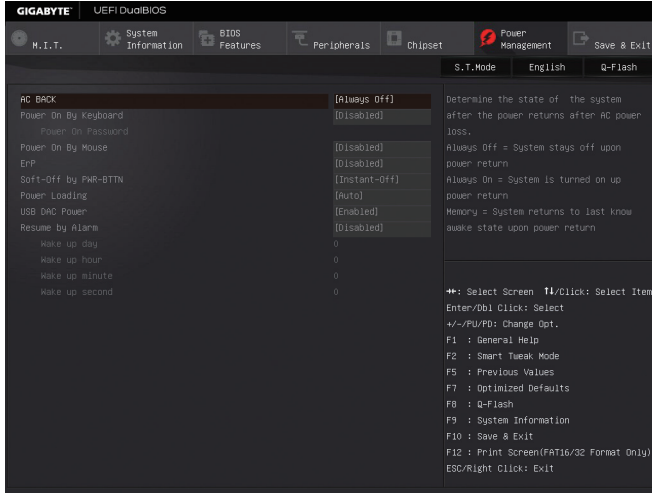 GIGABYTE™ UEFI DualBIOS
M.I.T.
System Information
BIOS Features
Peripherals
Chipset
Power Management
Save & Exit
S.T.Mode English Q-Flash
AC BACK [Always Off]
Power On By Keyboard [Disabled]
Power On Password
Power On By Mouse [Disabled]
ErP [Disabled]
Soft-Off by PWR-BTTN [Instant-Off]
Power Loading [Auto]
USB DAC Power [Enabled]
Resume by Alarm [Disabled]
Wake up day 0
Wake up hour 0
Wake up minute 0
Wake up second 0
Determine the state of the system
after the power returns after AC power
loss.
Always Off = System stays off upon
power return
Always On = System is turned on up
power return
Memory = System returns to last know
awake state upon power return
→←: Select Screen ↑↓/Click: Select Item
Enter/Dbl Click: Select
+/-/PU/PD: Change Opt.
F1 : General Help
F2 : Smart Tweak Mode
F5 : Previous Values
F7 : Optimized Defaults
F8 : Q-Flash
F9 : System Information
F10 : Save & Exit
F12 : Print Screen(FAT16/32 Format Only)
ESC/Right Click: Exit